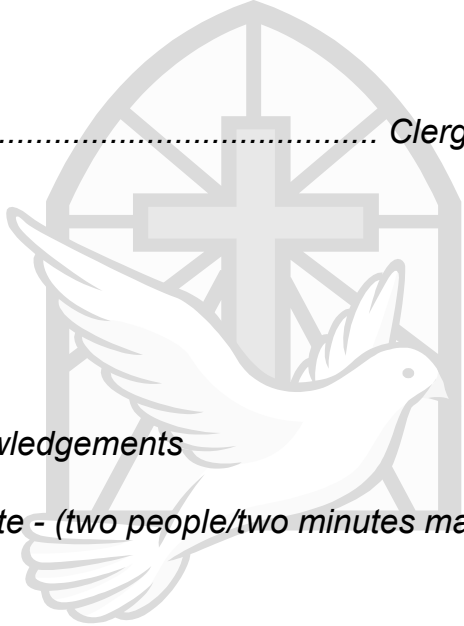 ........................................ Clerg
wledgements
te - (two people/two minutes ma